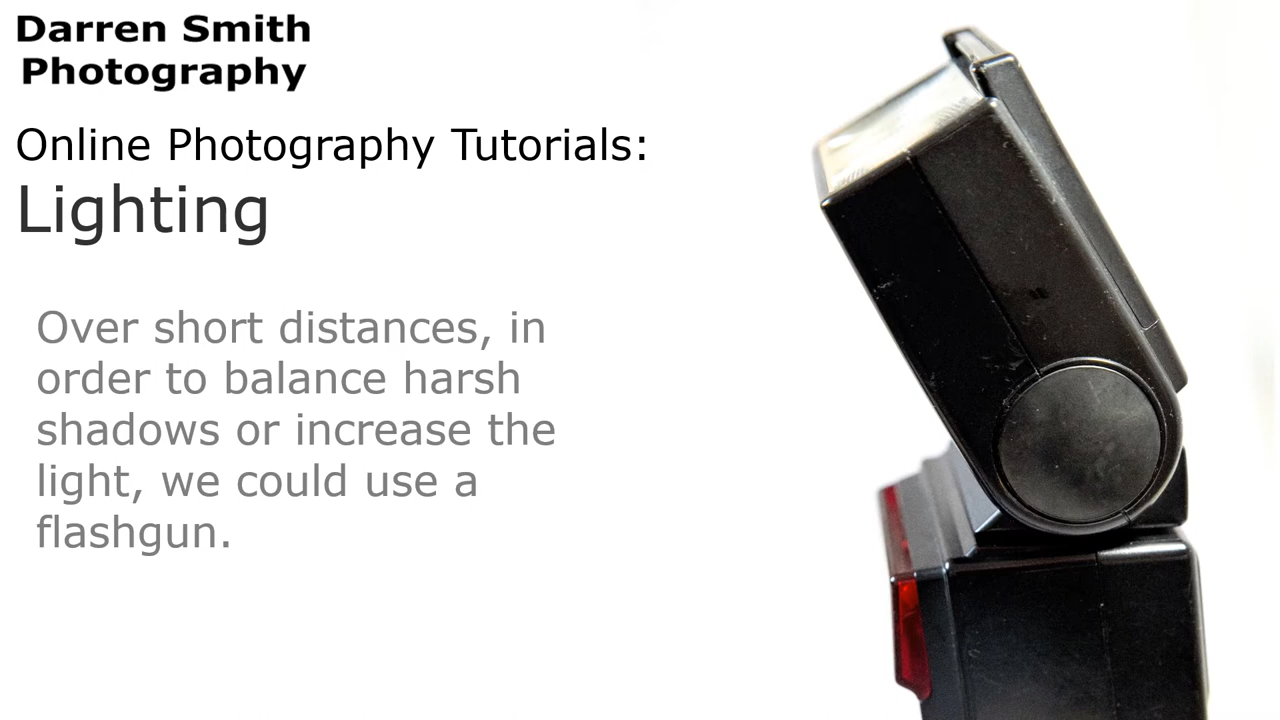 Darren Smith
Photography
Online Photography Tutorials:
Lighting
Over short distances, in
order to balance harsh
shadows or increase the
light, we could use a
flashgun.